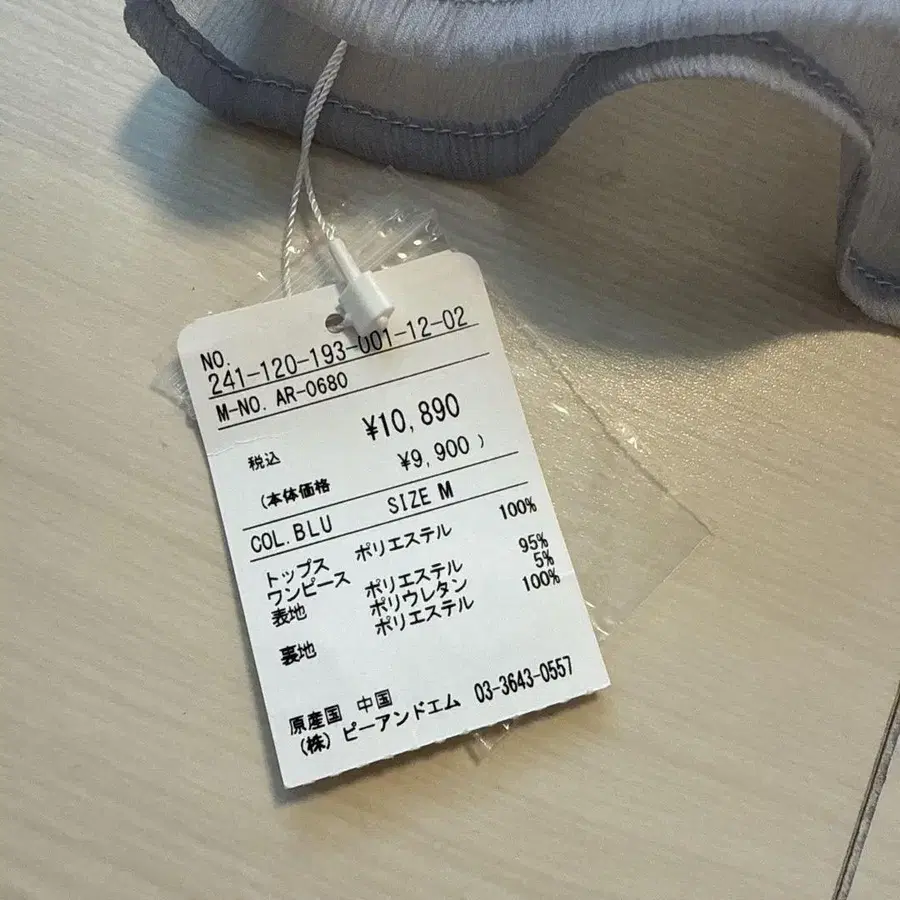 NO.
241-120-193-001-12-02
M-NO. AR-0680
¥10,890
税込
¥9,900 )
(本体価格
COL.BLU SIZE M
トップス ポリエステル 100%
ワンピース
表地 ポリエステル 95%
ポリウレタン 5%
裏地 ポリエステル 100%
原産国 中国
(株) ピーアンドエム 03-3643-0557